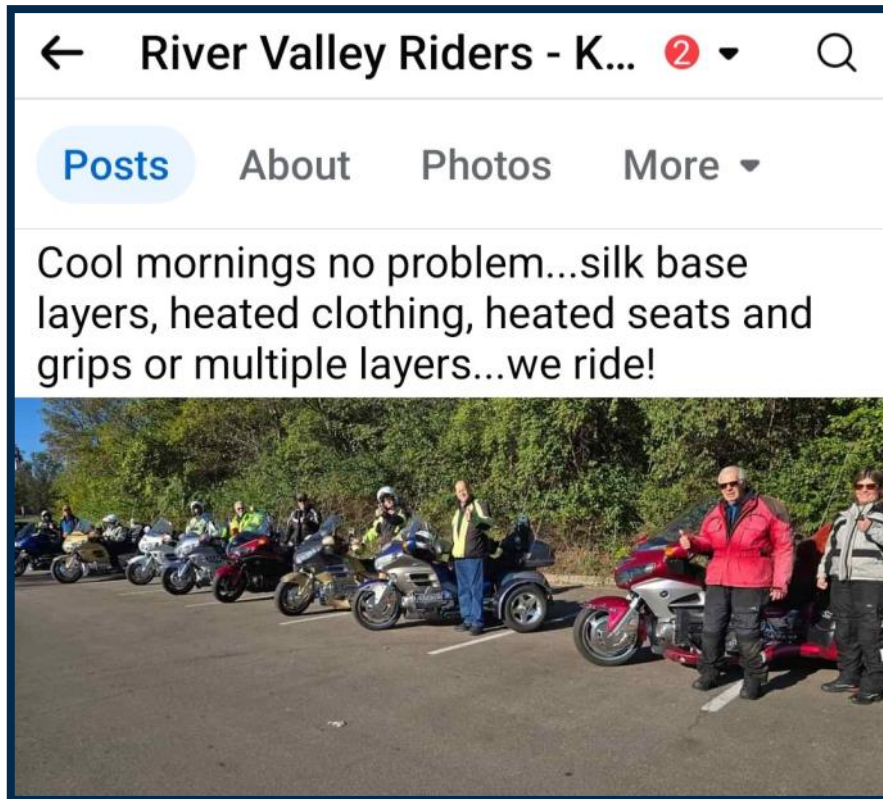 River Valley Riders - K... 2
Posts About Photos More
Cool mornings no problem...silk base
layers, heated clothing, heated seats and
grips or multiple layers...we ride!